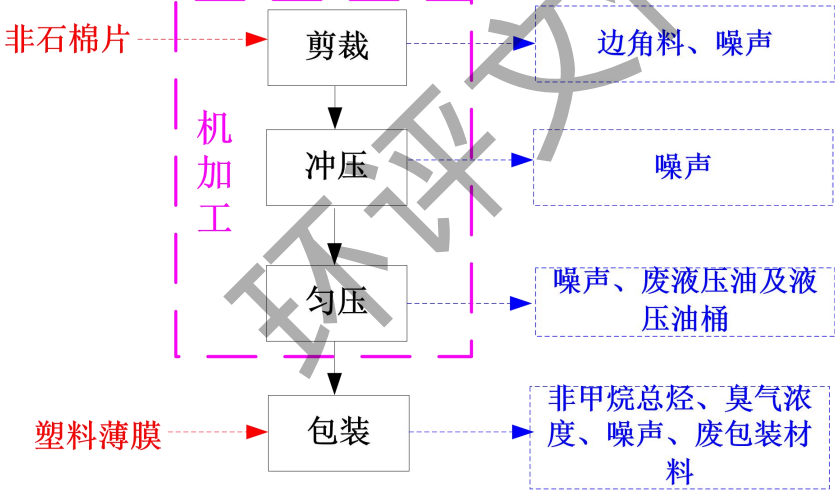 非石棉片
剪裁
边角料、噪声
机
加
工
冲压
噪声
匀压
噪声、废液压油及液
压油桶
塑料薄膜
包装
非甲烷总烃、臭气浓
度、噪声、废包装材
料
环评文